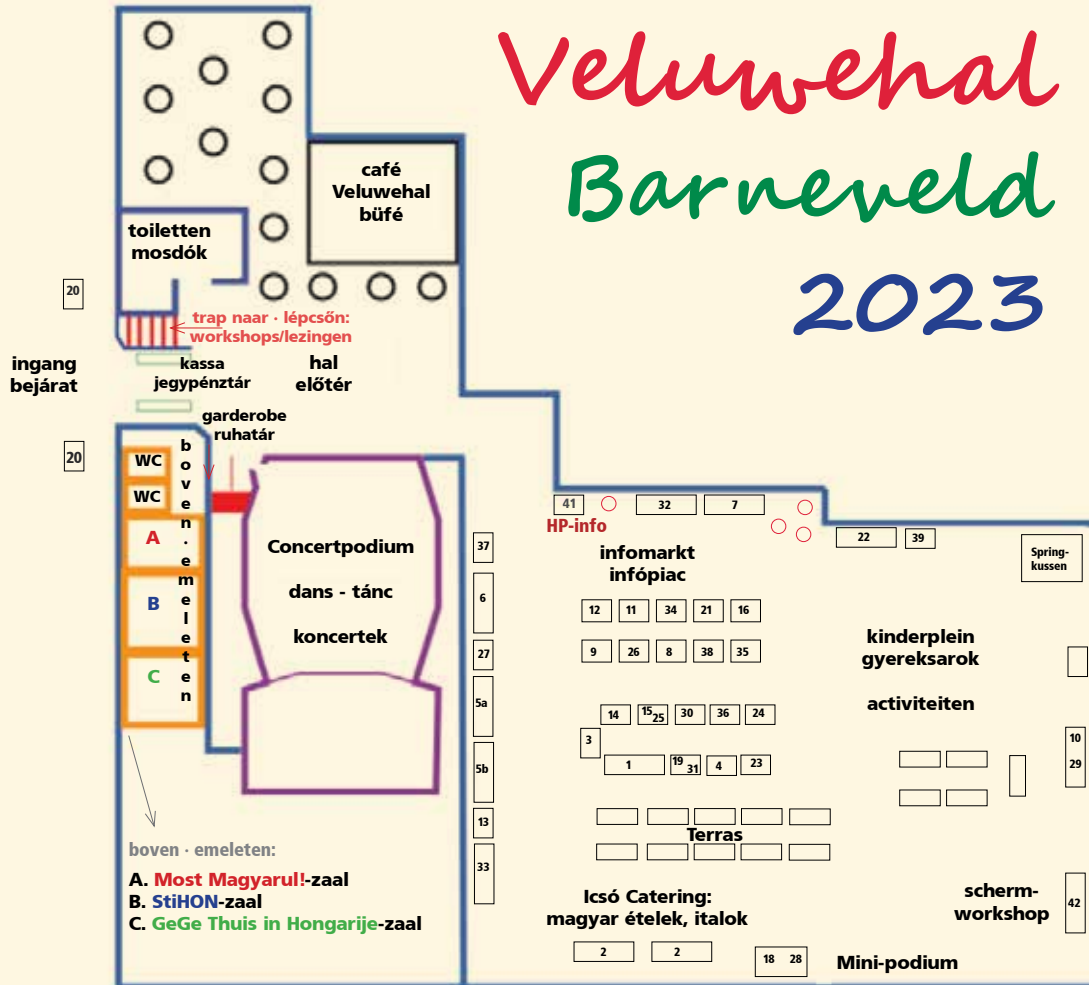 Veluwehal
Barneveld
2023
café
Veluwehal
büfé
toiletten
mosdók
20
trap naar · lépcsőn:
workshops/lezingen
ingang
bejárat
kassa
jegypénztár
hal
előtér
garderobe
ruhatár
20
WC
WC
A
B
C
boven · emeleten
Concertpodium
dans - tánc
koncertek
37
6
27
5a
5b
13
33
41
HP-info
32
7
22
39
Spring-
kussen
infomarkt
infópiac
12 11 34 21 16
9 26 8 38 35
14 15 25 30 36 24
3
1 19 31 4 23
kinderplein
gyereksarok
activiteiten
10
29
Terras
Icsó Catering:
magyar ételek, italok
2 2
18 28
Mini-podium
scherm-
workshop
42
boven · emeleten:
A. Most Magyarul!-zaal
B. StiHON-zaal
C. GeGe Thuis in Hongarije-zaal